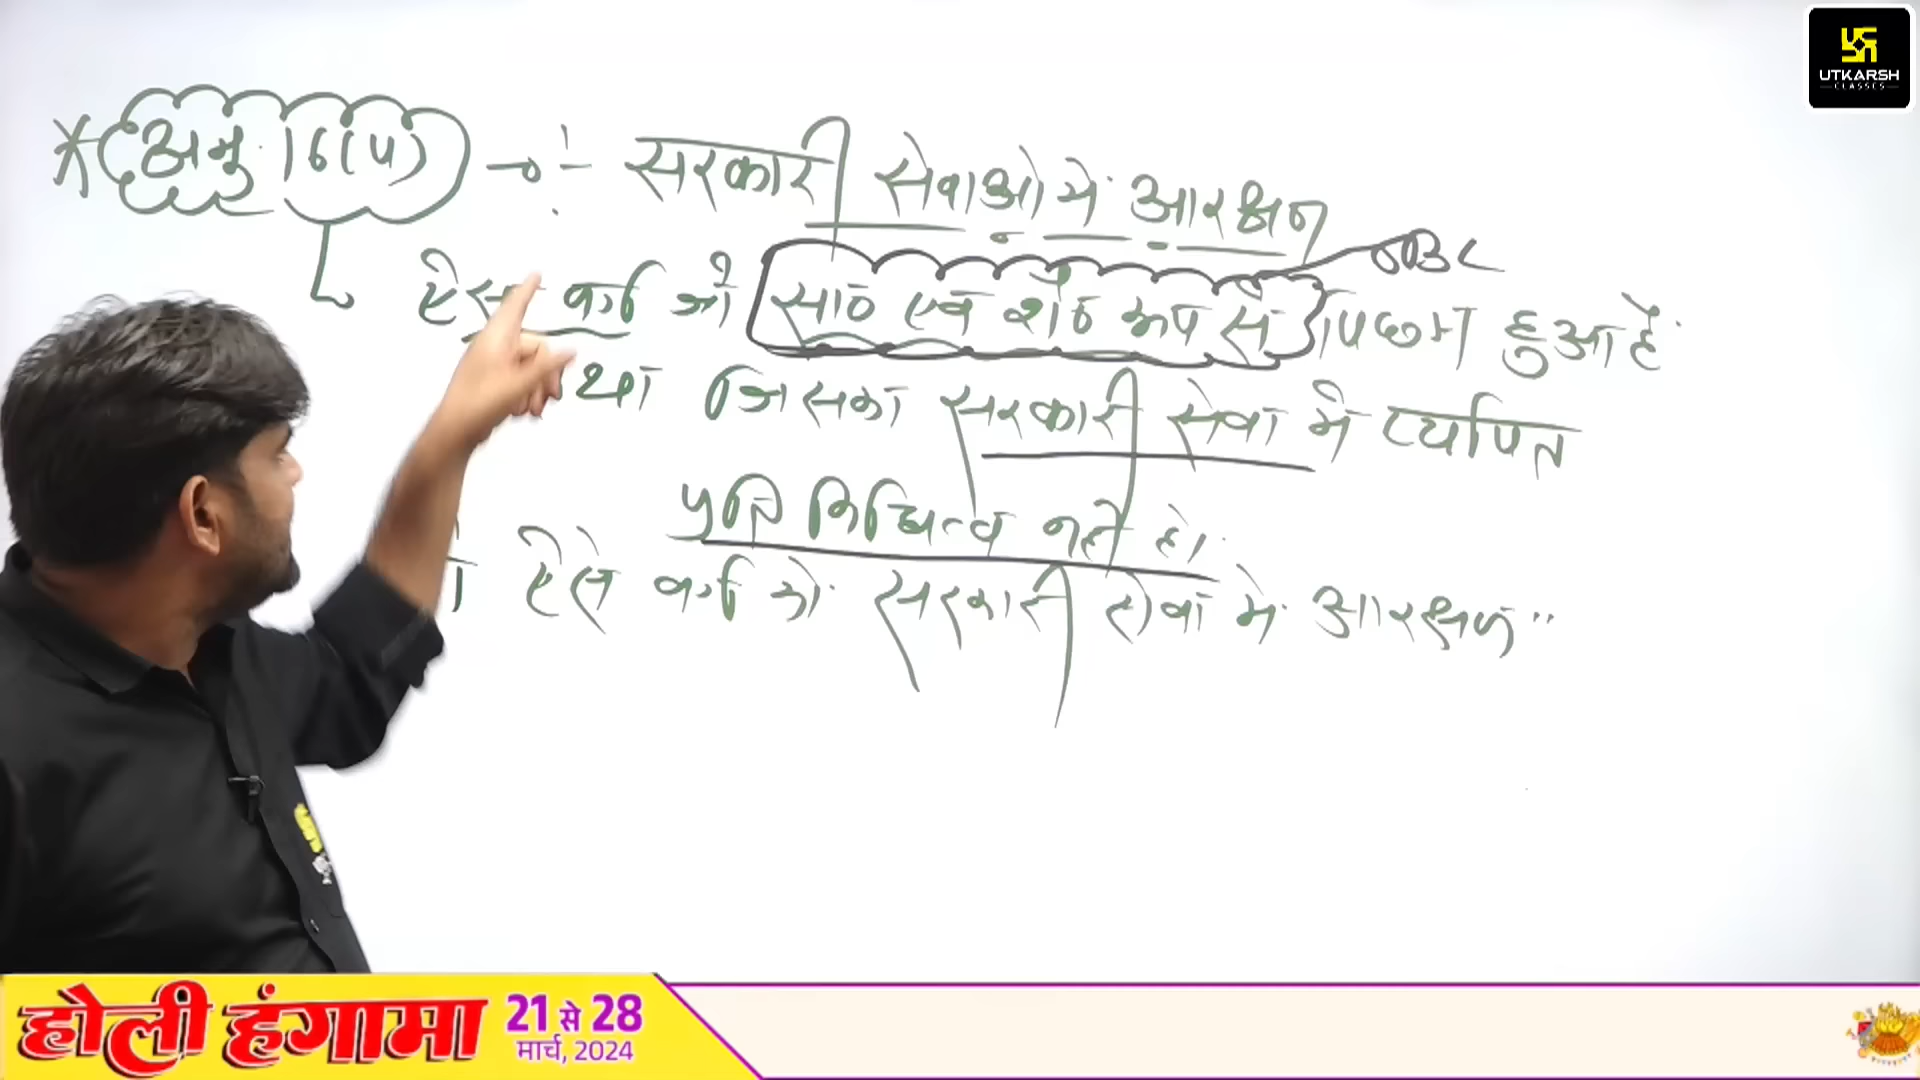 UTKARSH
CLASSES
* अनु. 16(4) → :- सरकारी सेवाओ में आरक्षण
OBC
ऐसा वर्ग जो सा० एवं शै० रूप से पिछड़ा हुआ है
था जिसका सरकारी सेवा में पर्याप्त
प्रतिनिधित्व नही है।
ऐसे वर्ग को सरकारी सेवा में आरक्षण"
होली हंगामा 21 से 28
मार्च, 2024